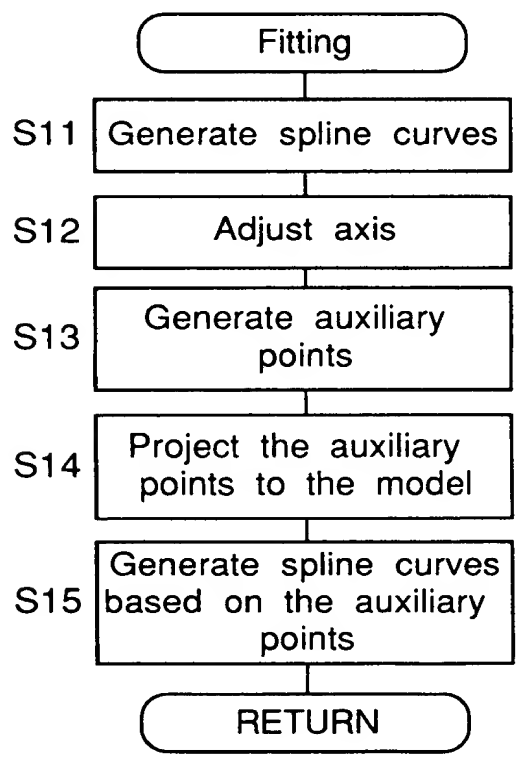 Fitting
S11 Generate spline curves
S12 Adjust axis
S13 Generate auxiliary
points
S14 Project the auxiliary
points to the model
Generate spline curves
S15 based on the auxiliary
points
RETURN